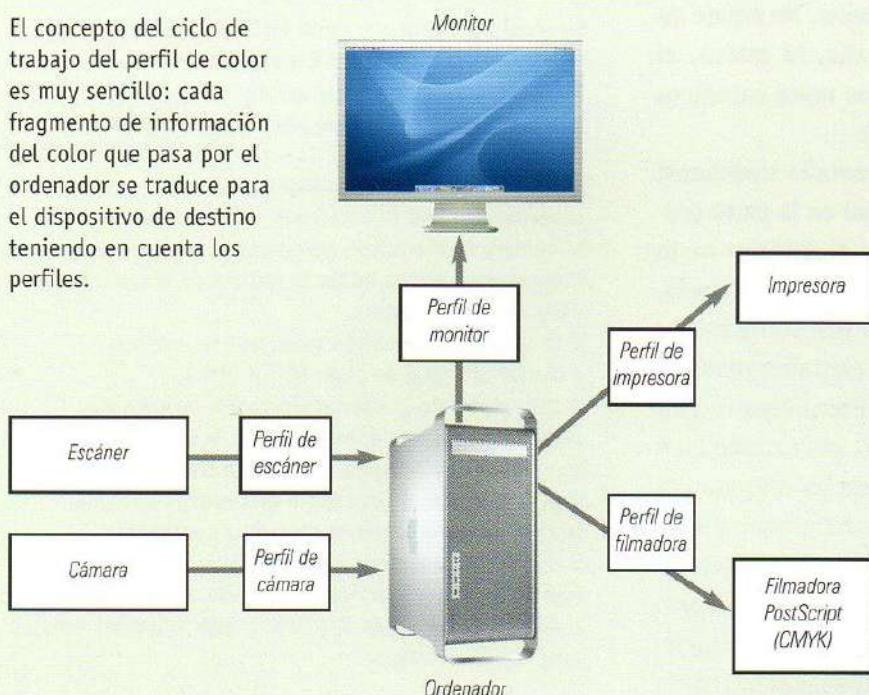 El concepto del ciclo de
trabajo del perfil de color
es muy sencillo: cada
fragmento de información
del color que pasa por el
ordenador se traduce para
el dispositivo de destino
teniendo en cuenta los
perfiles.
Monitor
Perfil de
monitor
Impresora
Perfil de
impresora
Escáner
Perfil de
escáner
Perfil de
filmadora
Cámara
Perfil de
cámara
Filmadora
PostScript
(CMYK)
Ordenador